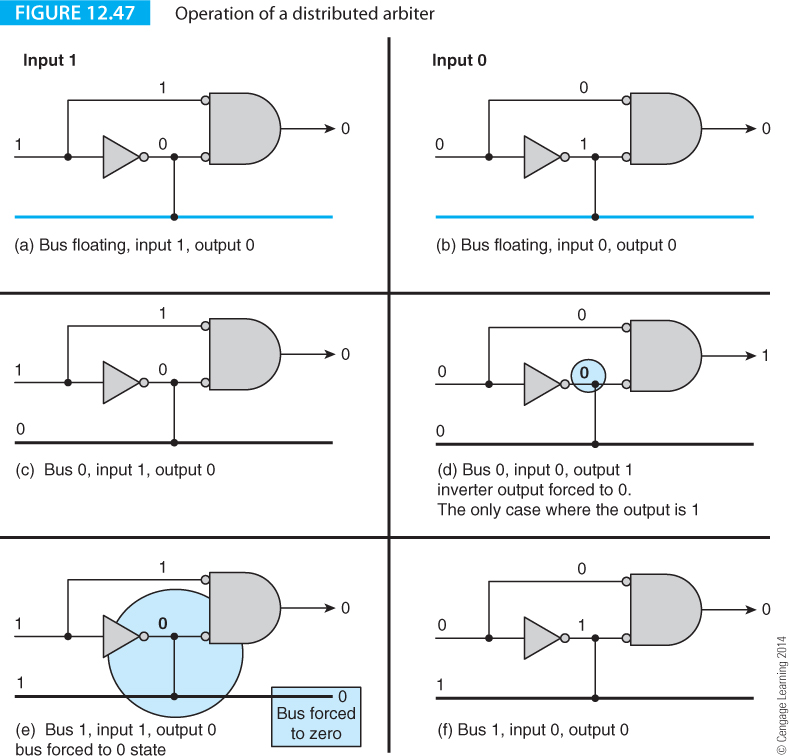 FIGURE 12.47 Operation of a distributed arbiter
Input 1
1
1
0
0
(a) Bus floating, input 1, output 0
Input 0
0
0
1
0
(b) Bus floating, input 0, output 0
1
1
0
0
0
(c) Bus 0, input 1, output 0
0
0
0
1
0
(d) Bus 0, input 0, output 1
inverter output forced to 0.
The only case where the output is 1
1
1
0
0
1
0
Bus forced
to zero
(e) Bus 1, input 1, output 0
bus forced to 0 state
0
0
1
0
1
(f) Bus 1, input 0, output 0
© Cengage Learning 2014